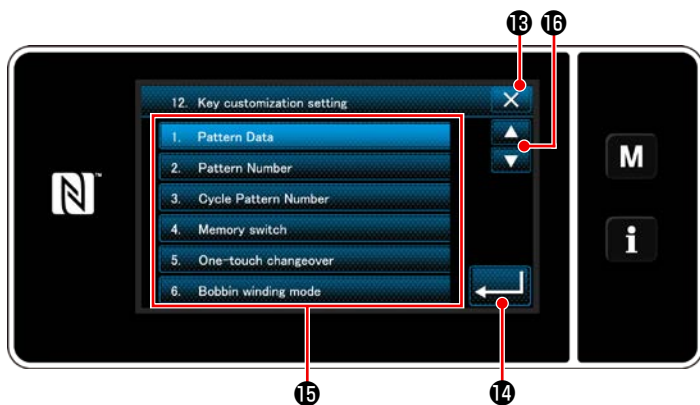 ⓭ ⓰
12. Key customization setting
1. Pattern Data
2. Pattern Number
3. Cycle Pattern Number
4. Memory switch
5. One-touch changeover
6. Bobbin winding mode
N
™
M
i
⓯ ⓮